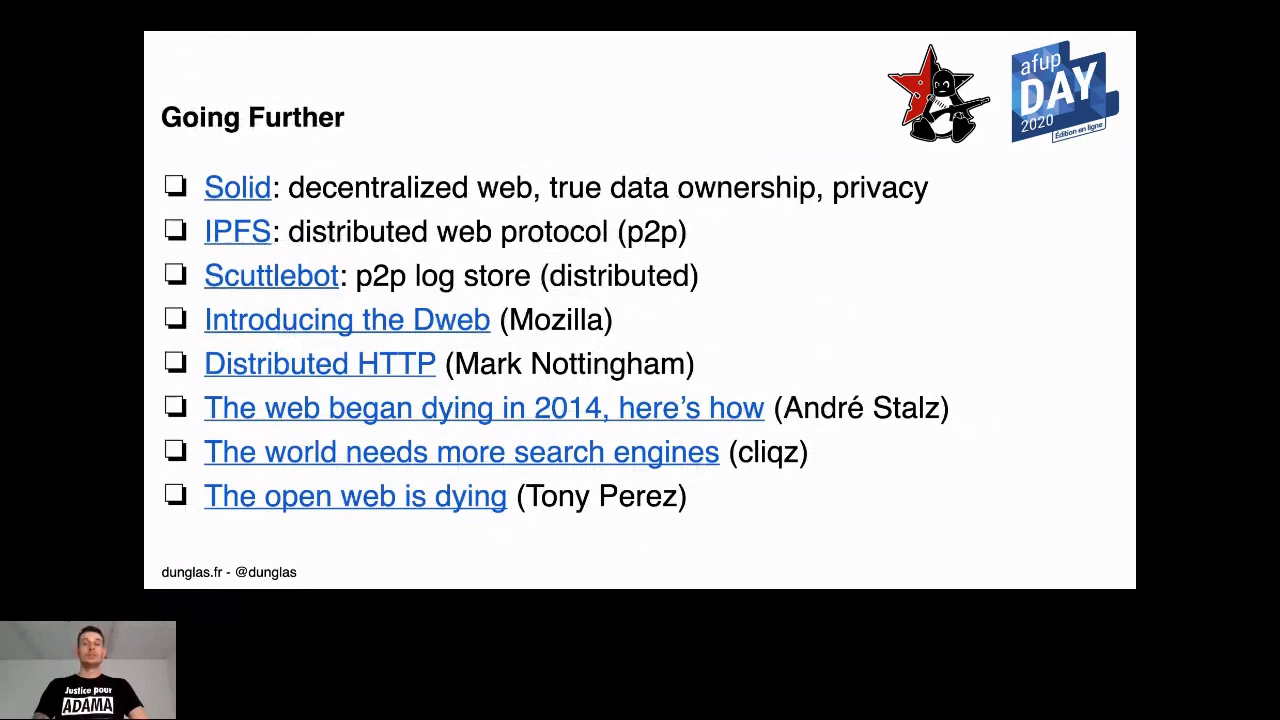 Going Further
afup
DAY
2020
Édition en ligne
❏ Solid: decentralized web, true data ownership, privacy
❏ IPFS: distributed web protocol (p2p)
❏ Scuttlebot: p2p log store (distributed)
❏ Introducing the Dweb (Mozilla)
❏ Distributed HTTP (Mark Nottingham)
❏ The web began dying in 2014, here’s how (André Stalz)
❏ The world needs more search engines (cliqz)
❏ The open web is dying (Tony Perez)
dunglas.fr - @dunglas
Justice pour
ADAMA